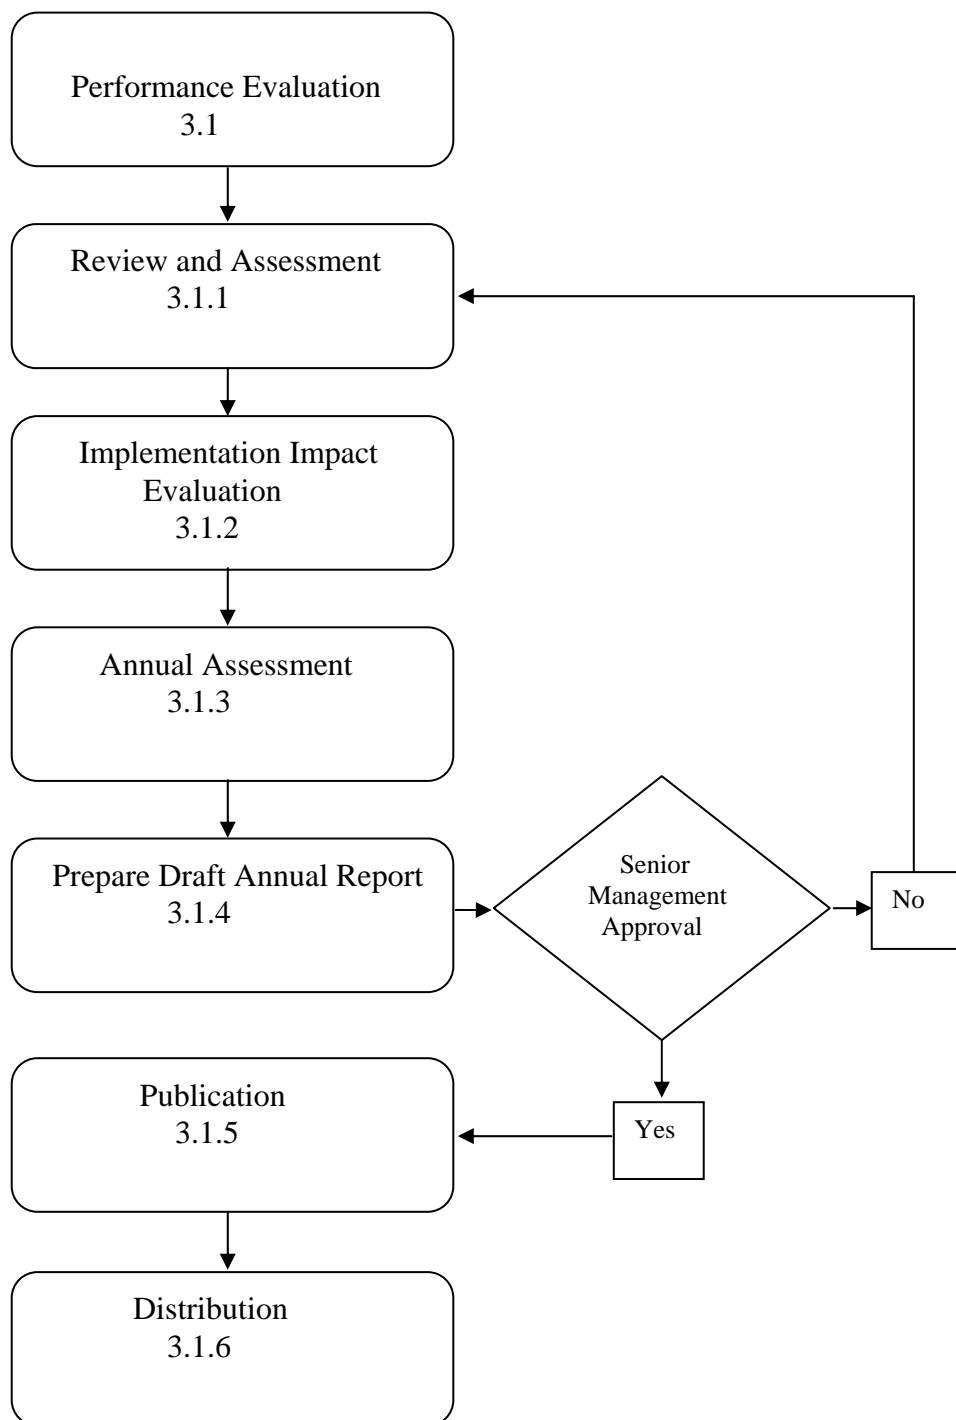 Performance Evaluation
3.1
Review and Assessment
3.1.1
Implementation Impact
Evaluation
3.1.2
Annual Assessment
3.1.3
Prepare Draft Annual Report
3.1.4
Senior
Management
Approval
No
Yes
Publication
3.1.5
Distribution
3.1.6